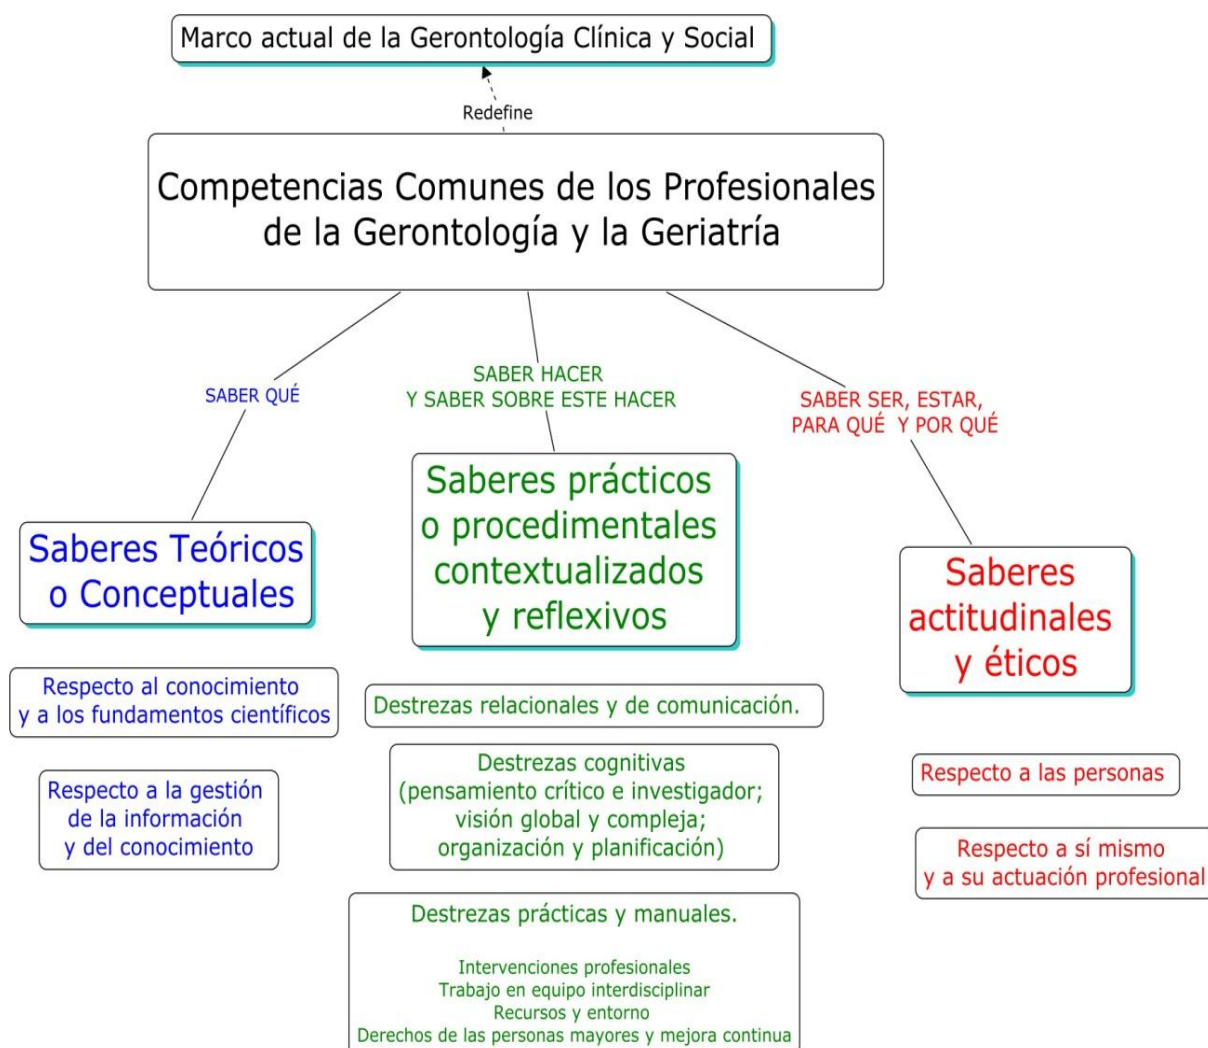 Marco actual de la Gerontología Clínica y Social
Redefine
Competencias Comunes de los Profesionales
de la Gerontología y la Geriatría
SABER QUÉ
SABER HACER
Y SABER SOBRE ESTE HACER
SABER SER, ESTAR,
PARA QUÉ Y POR QUÉ
Saberes Teóricos
o Conceptuales
Respecto al conocimiento
y a los fundamentos científicos
Respecto a la gestión
de la información
y del conocimiento
Saberes prácticos
o procedimentales
contextualizados
y reflexivos
Destrezas relacionales y de comunicación.
Destrezas cognitivas
(pensamiento crítico e investigador;
visión global y compleja;
organización y planificación)
Destrezas prácticas y manuales.
Intervenciones profesionales
Trabajo en equipo interdisciplinar
Recursos y entorno
Derechos de las personas mayores y mejora continua
Saberes
actitudinales
y éticos
Respecto a las personas
Respecto a sí mismo
y a su actuación profesional